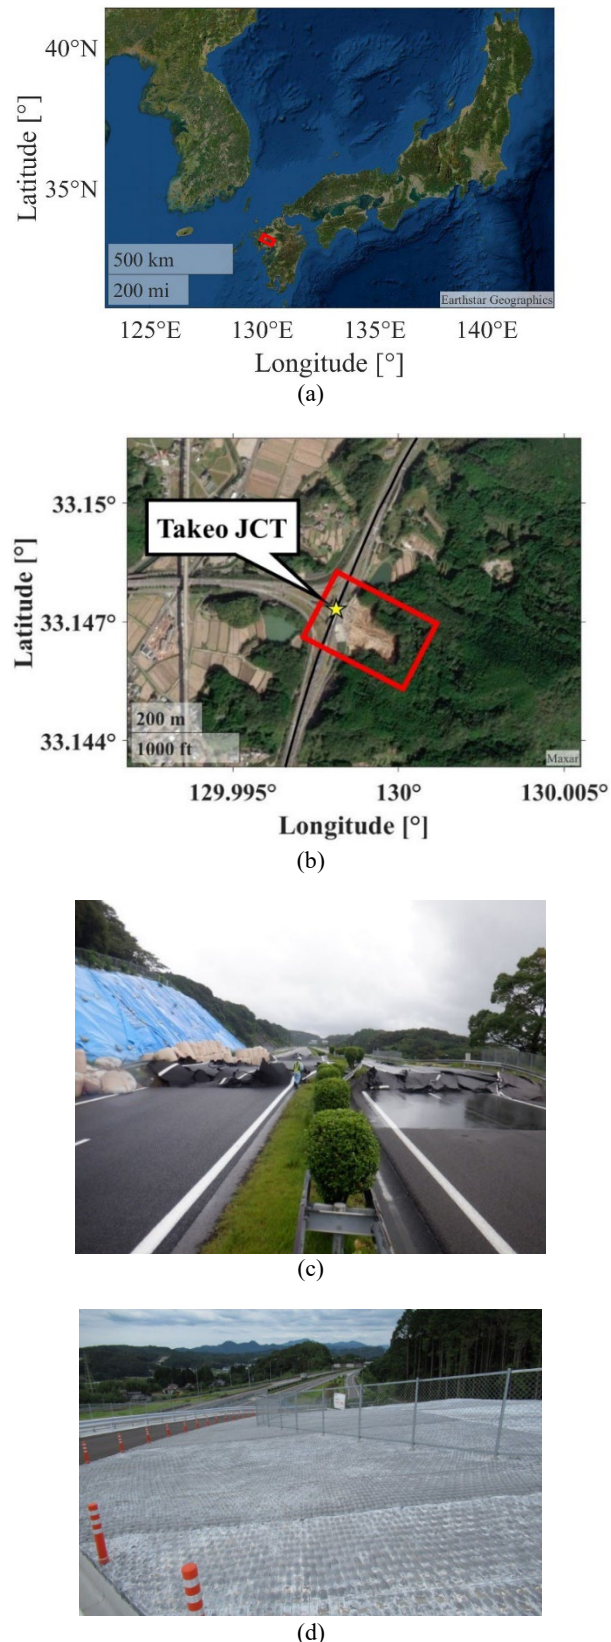 40°N
35°N
Latitude [°]
500 km
200 mi
Earthstar Geographics
125°E 130°E 135°E 140°E
Longitude [°]
(a)
33.15°
33.147°
33.144°
Latitude [°]
Takeo JCT
200 m
1000 ft
Maxar
129.995° 130° 130.005°
Longitude [°]
(b)
(c)
(d)